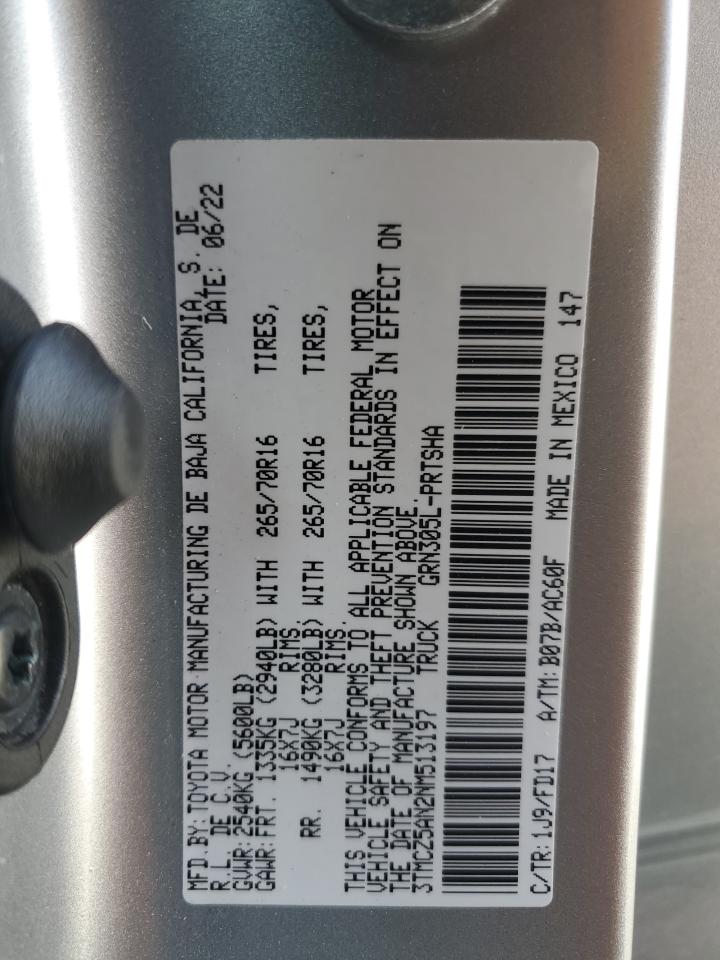 MFD.BY:TOYOTA MOTOR MANUFACTURING DE BAJA CALIFORNIA,S. DE
R.L. DE C.V. DATE: 06/22
GVWR:2540KG (5600LB)
GAWR:FRT. 1335KG (2940LB) WITH 265/70R16 TIRES,
16X7J RIMS
RR. 1490KG (3280LB) WITH 265/70R16 TIRES,
16X7J RIMS.
THIS VEHICLE CONFORMS TO ALL APPLICABLE FEDERAL MOTOR
VEHICLE SAFETY AND THEFT PREVENTION STANDARDS IN EFFECT ON
THE DATE OF MANUFACTURE SHOWN ABOVE.
3TMCZ5AN2NM513197 TRUCK GRN305L-PRTSHA
C/TR:1J9/FD17 A/TM:B07B/AC60F MADE IN MEXICO 147